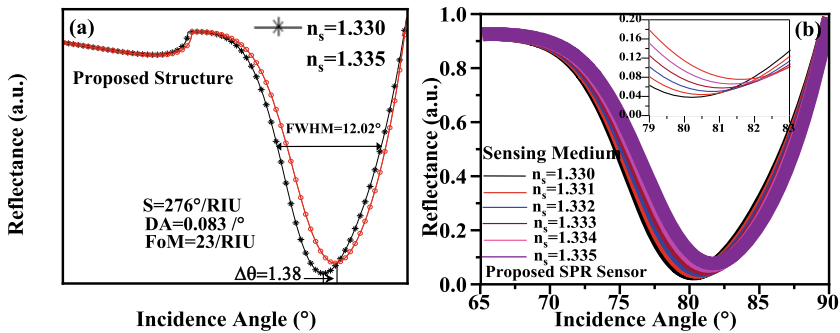 (a)
n_s=1.330
n_s=1.335
Proposed Structure
FWHM=12.02°
S=276°/RIU
DA=0.083 /°
FoM=23/RIU
Δθ=1.38
Reflectance (a.u.)
Incidence Angle (°)
(b)
1.0
0.8
0.6
0.4
0.2
0.0
65
70
75
80
85
90
Reflectance (a.u.)
Incidence Angle (°)
0.20
0.16
0.12
0.08
0.04
0.00
79
80
81
82
83
Sensing Medium
n_s=1.330
n_s=1.331
n_s=1.332
n_s=1.333
n_s=1.334
n_s=1.335
Proposed SPR Sensor